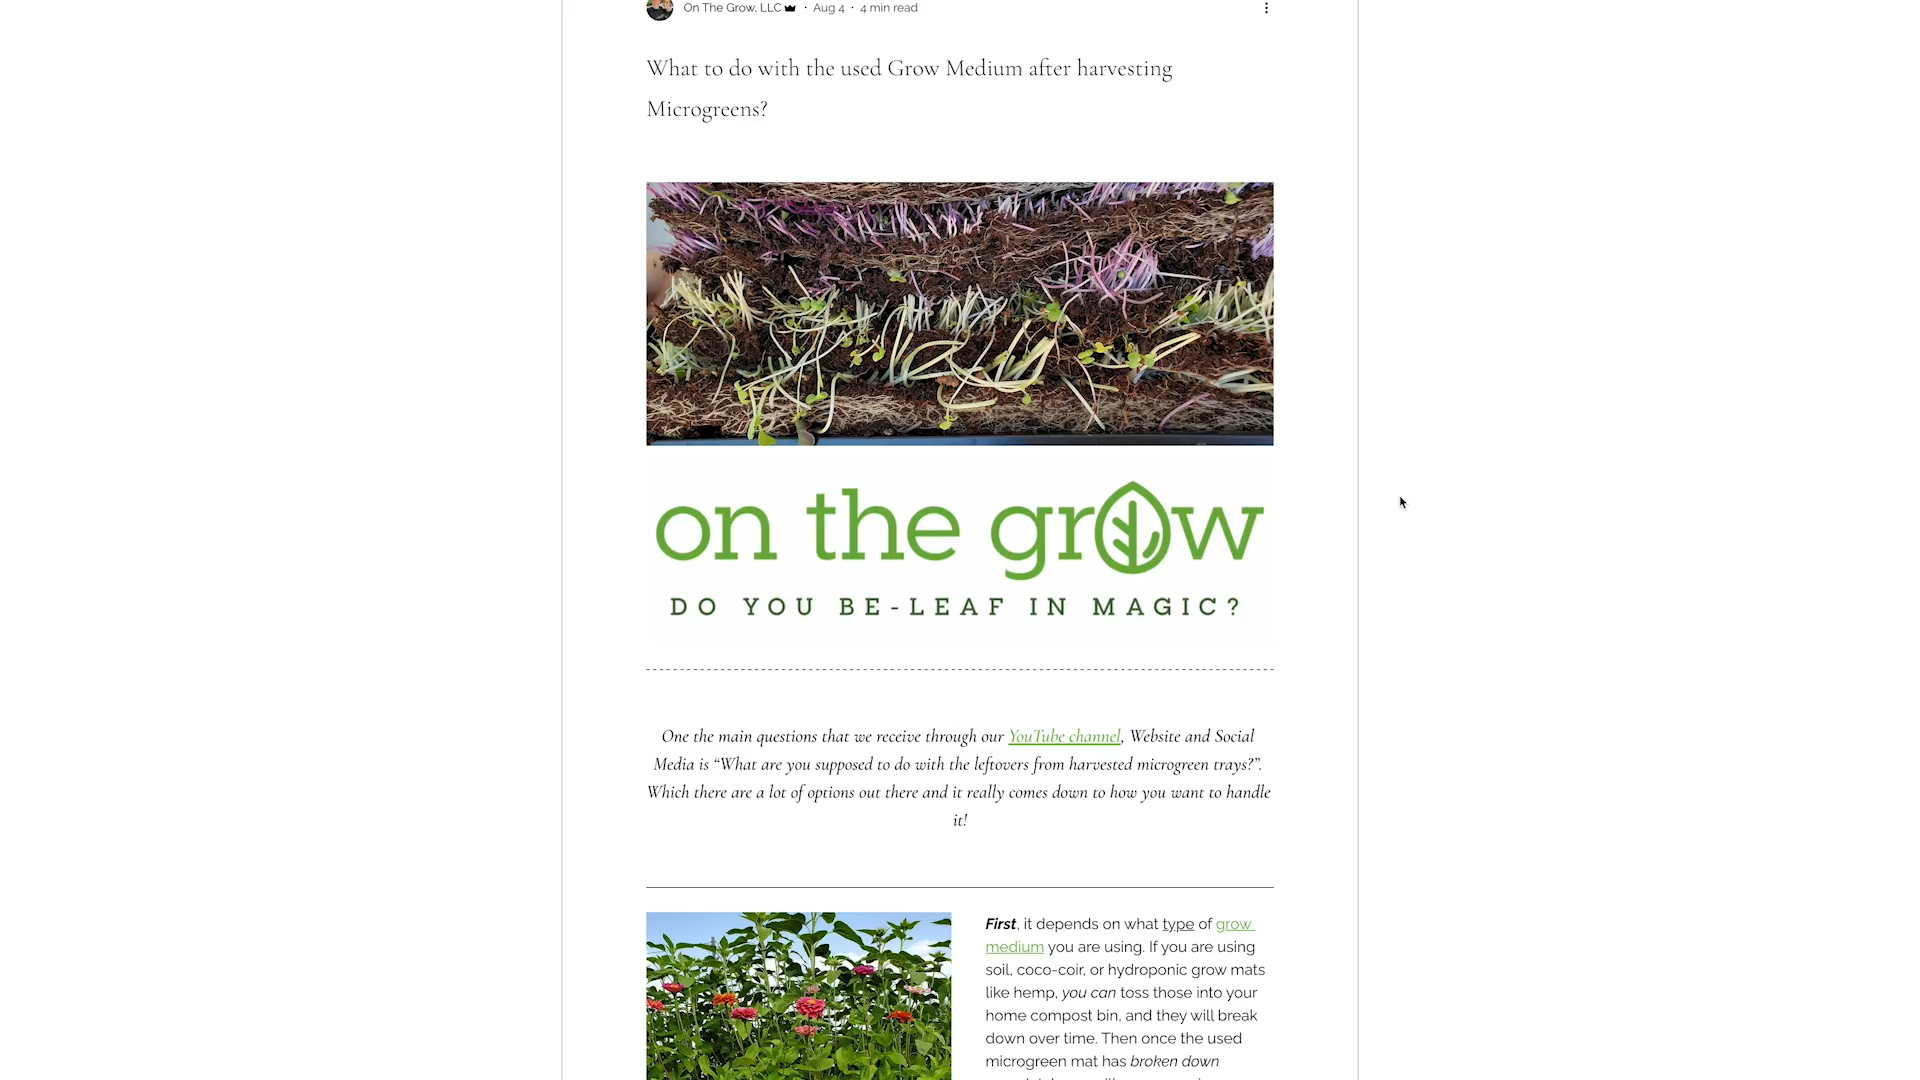 On The Grow, LLC · Aug 4 · 4 min read
What to do with the used Grow Medium after harvesting
Microgreens?
on the grow
DO YOU BE-LEAF IN MAGIC?
One the main questions that we receive through our YouTube channel, Website and Social
Media is “What are you supposed to do with the leftovers from harvested microgreen trays?”.
Which there are a lot of options out there and it really comes down to how you want to handle
it!
First, it depends on what type of grow
medium you are using. If you are using
soil, coco-coir, or hydroponic grow mats
like hemp, you can toss those into your
home compost bin, and they will break
down over time. Then once the used
microgreen mat has broken down